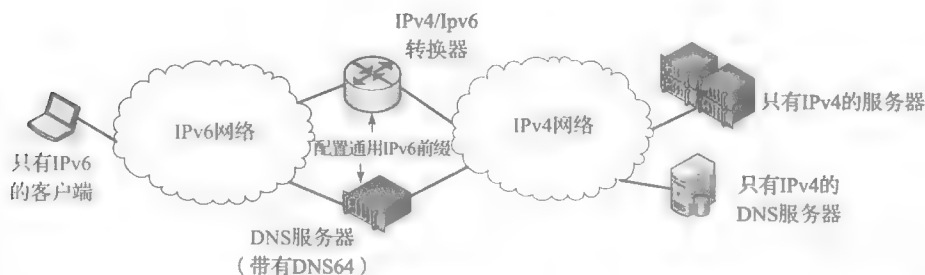 IPv4/Ipv6
转换器
只有IPv4的服务器
IPv6网络
IPv4网络
配置通用IPv6前缀
只有IPv6
的客户端
只有IPv4的
DNS服务器
DNS服务器
（带有DNS64）